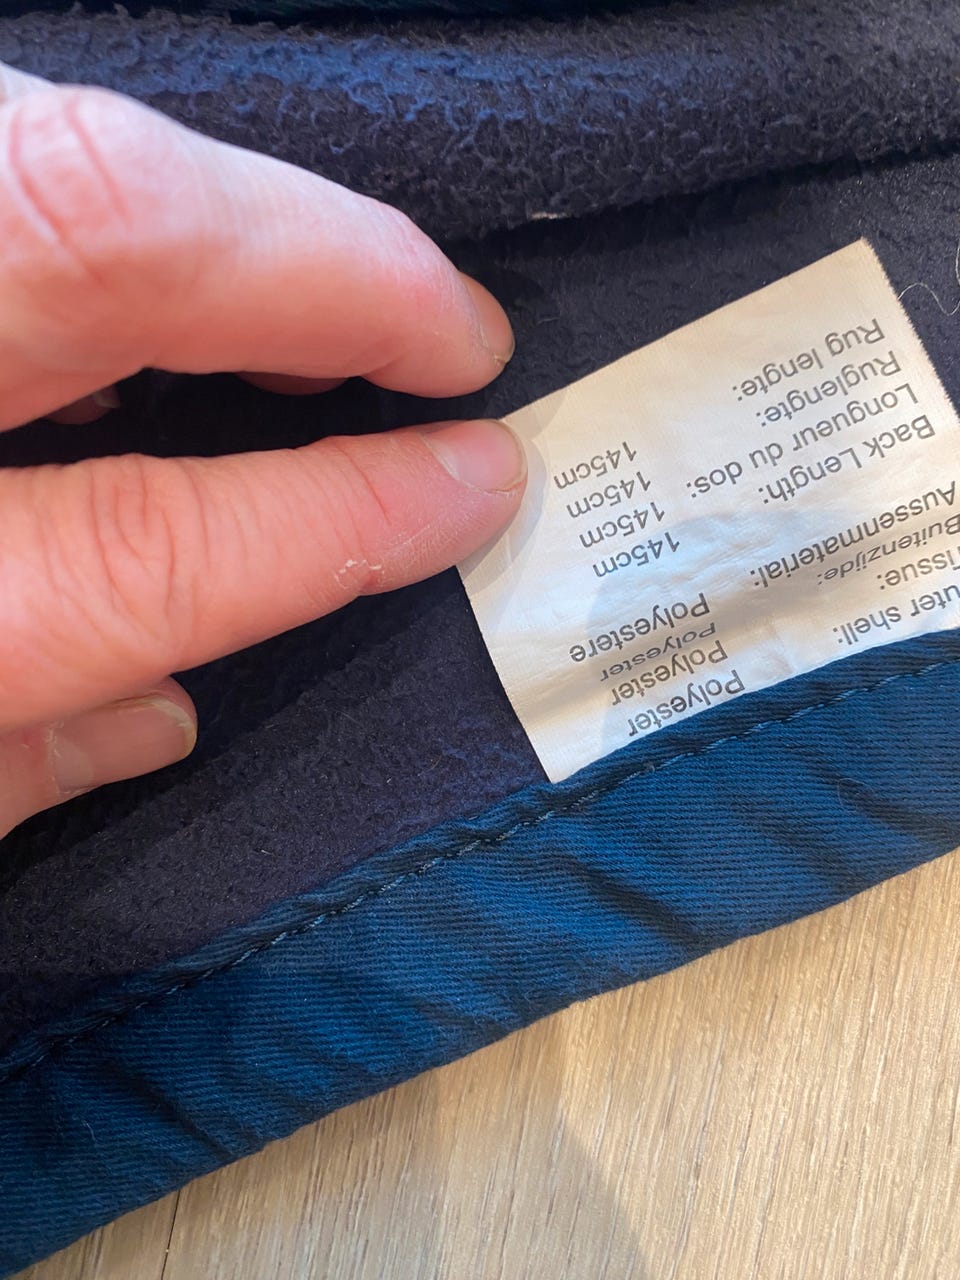 uter shell: Polyester
Tissue: Polyester
Buitenzijde: Polyester
Aussenmaterial: Polyestere
Back Length: 145cm
Longueur du dos: 145cm
Ruglengte: 145cm
Rug lengte: 145cm